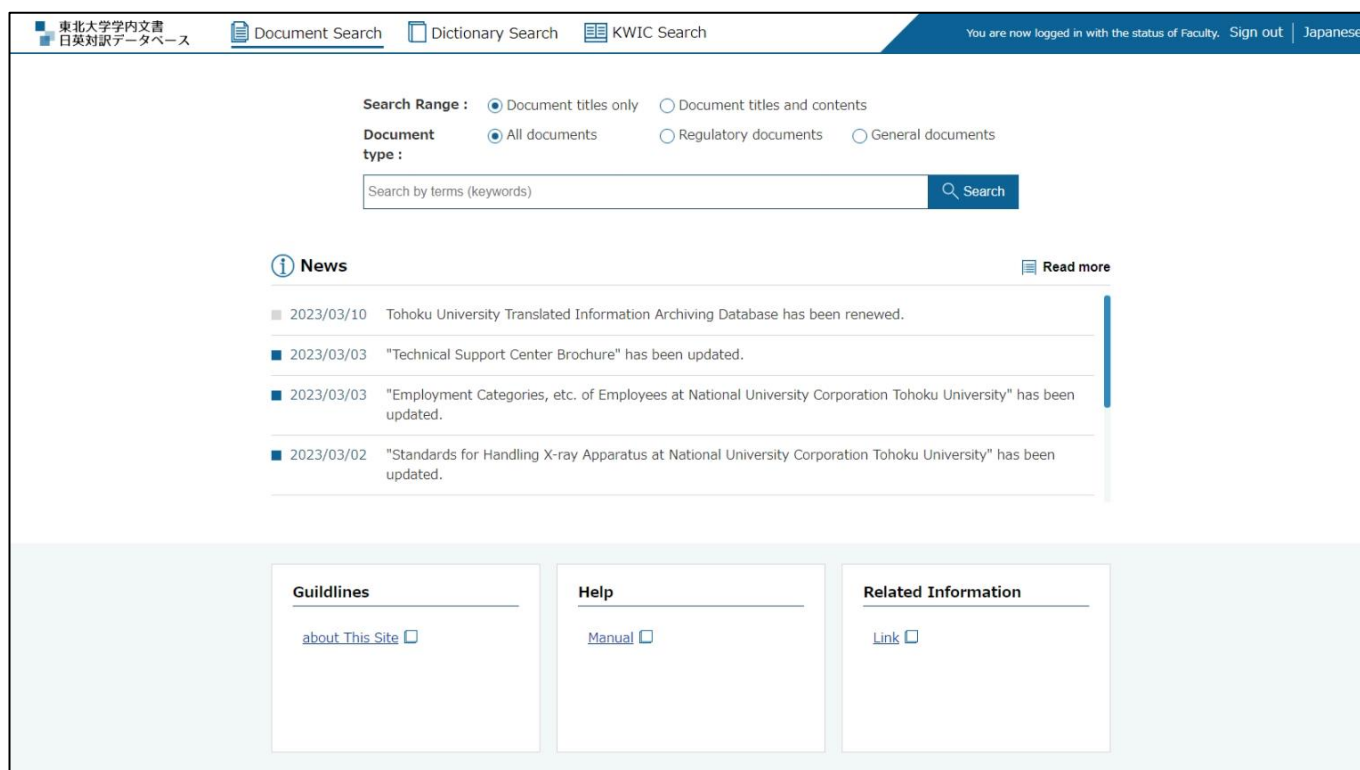 東北大学学内文書
日英対訳データベース
Document Search
Dictionary Search
KWIC Search
You are now logged in with the status of Faculty. Sign out | Japanese
Search Range : Document titles only Document titles and contents
Document type : All documents Regulatory documents General documents
Search by terms (keywords)
Search
News
Read more
2023/03/10 Tohoku University Translated Information Archiving Database has been renewed.
2023/03/03 "Technical Support Center Brochure" has been updated.
2023/03/03 "Employment Categories, etc. of Employees at National University Corporation Tohoku University" has been
updated.
2023/03/02 "Standards for Handling X-ray Apparatus at National University Corporation Tohoku University" has been
updated.
Guildlines
about This Site
Help
Manual
Related Information
Link